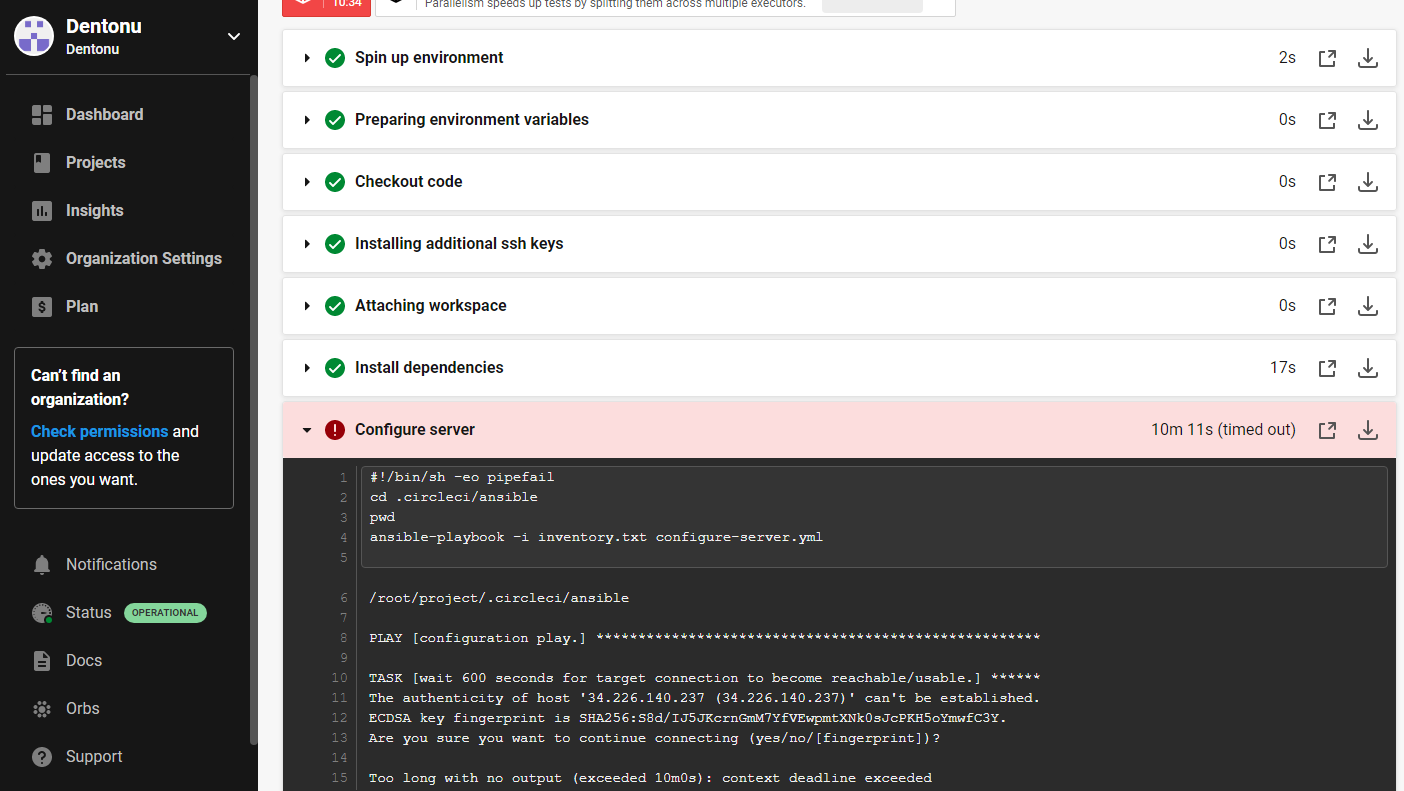 Dentonu
Dentonu
Dashboard
Projects
Insights
Organization Settings
Plan
Can't find an
organization?
Check permissions and
update access to the
ones you want.
Notifications
Status OPERATIONAL
Docs
Orbs
Support
10:34
Parallelism speeds up tests by splitting them across multiple executors.
Spin up environment 2s
Preparing environment variables 0s
Checkout code 0s
Installing additional ssh keys 0s
Attaching workspace 0s
Install dependencies 17s
Configure server 10m 11s (timed out)
1 #!/bin/sh -eo pipefail
2 cd .circleci/ansible
3 pwd
4 ansible-playbook -i inventory.txt configure-server.yml
5
6 /root/project/.circleci/ansible
7
8 PLAY [configuration play.] *****************************************************
9
10 TASK [wait 600 seconds for target connection to become reachable/usable.] ******
11 The authenticity of host '34.226.140.237 (34.226.140.237)' can't be established.
12 ECDSA key fingerprint is SHA256:S8d/IJ5JKcrnGmM7YfVEwpmtXNk0sJcPKH5oYmwfC3Y.
13 Are you sure you want to continue connecting (yes/no/[fingerprint])?
14
15 Too long with no output (exceeded 10m0s): context deadline exceeded